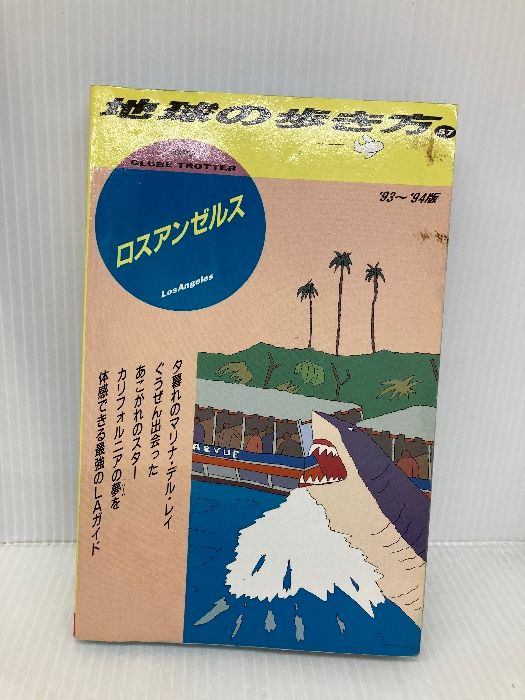 地球の歩き方
57
GLOBE TROTTER
'93〜'94版
ロスアンゼルス
Los Angeles
夕暮れのマリナ・デル・レイ
ぐうぜん出会った
あこがれのスター
カリフォルニアの夢を
体感できる最強のLAガイド
ARVUE